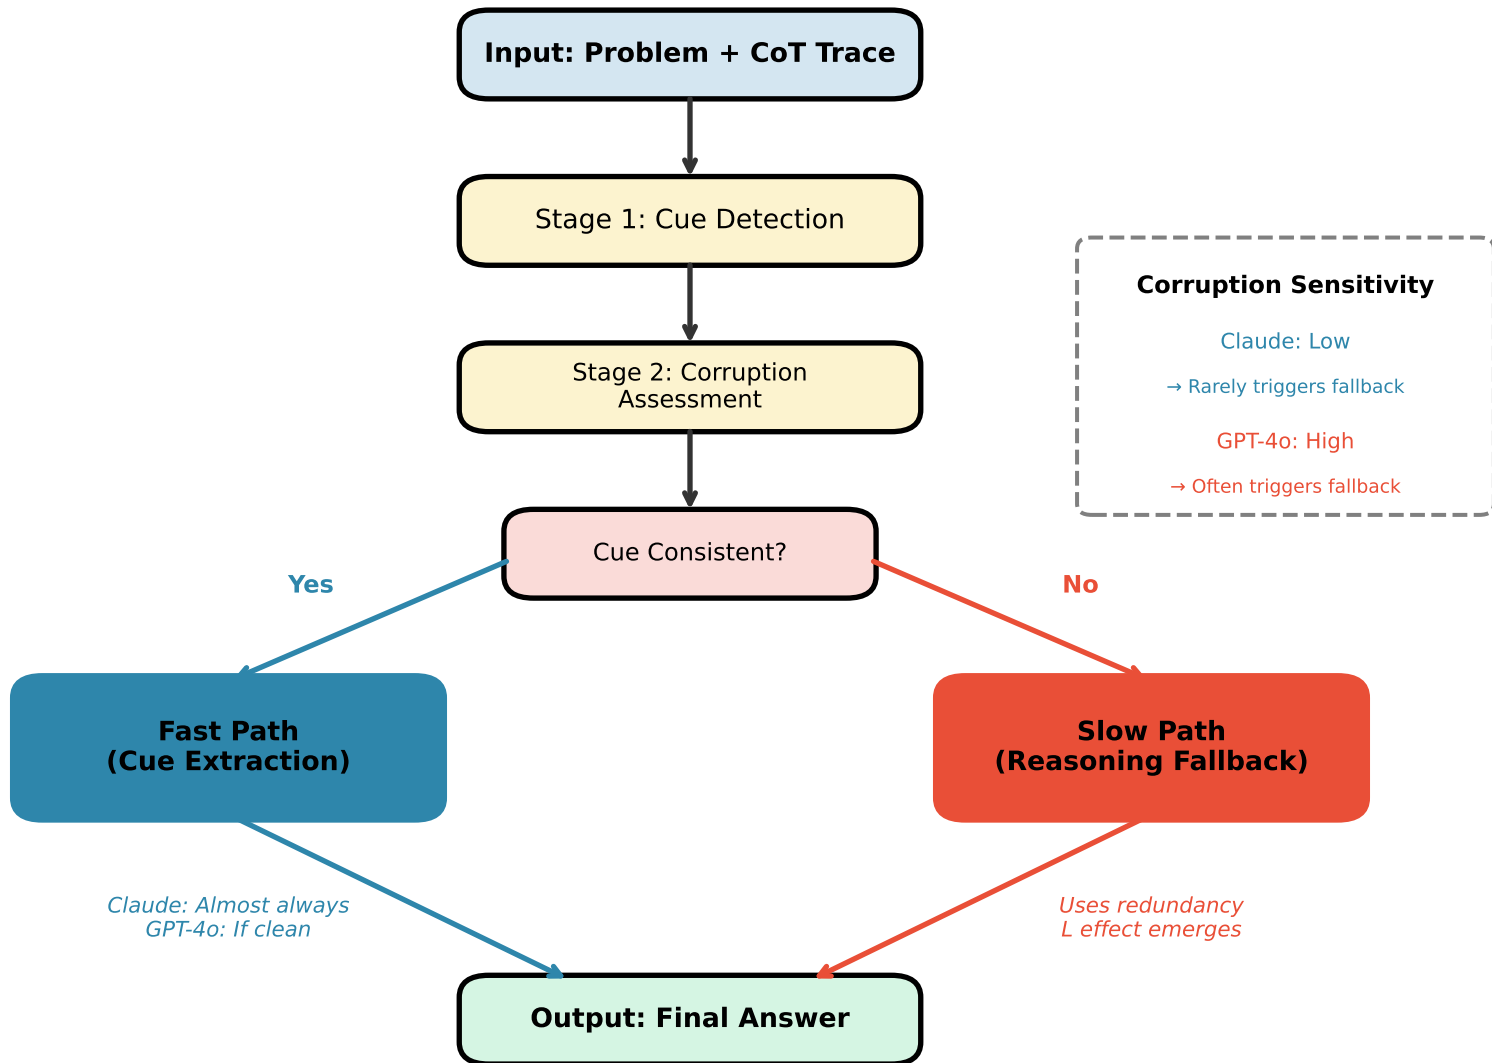 Input: Problem + CoT Trace
Stage 1: Cue Detection
Stage 2: Corruption
Assessment
Corruption Sensitivity
Claude: Low
→ Rarely triggers fallback
GPT-4o: High
→ Often triggers fallback
Cue Consistent?
Yes
No
Fast Path
(Cue Extraction)
Slow Path
(Reasoning Fallback)
Claude: Almost always
GPT-4o: If clean
Uses redundancy
L effect emerges
Output: Final Answer